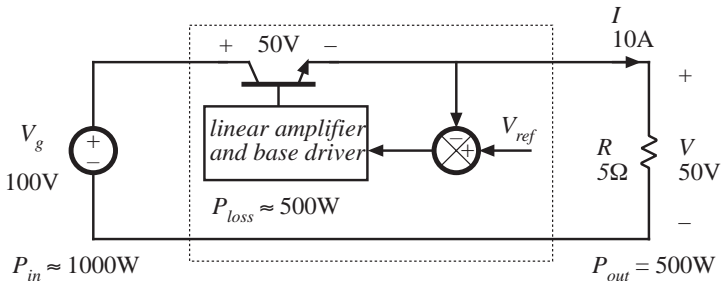 I
10A
+ 50V −
+
V_g
+
−
100V
linear amplifier
and base driver
−
+
V_ref
R
5Ω
V
50V
P_loss ≈ 500W
−
P_in ≈ 1000W
P_out = 500W